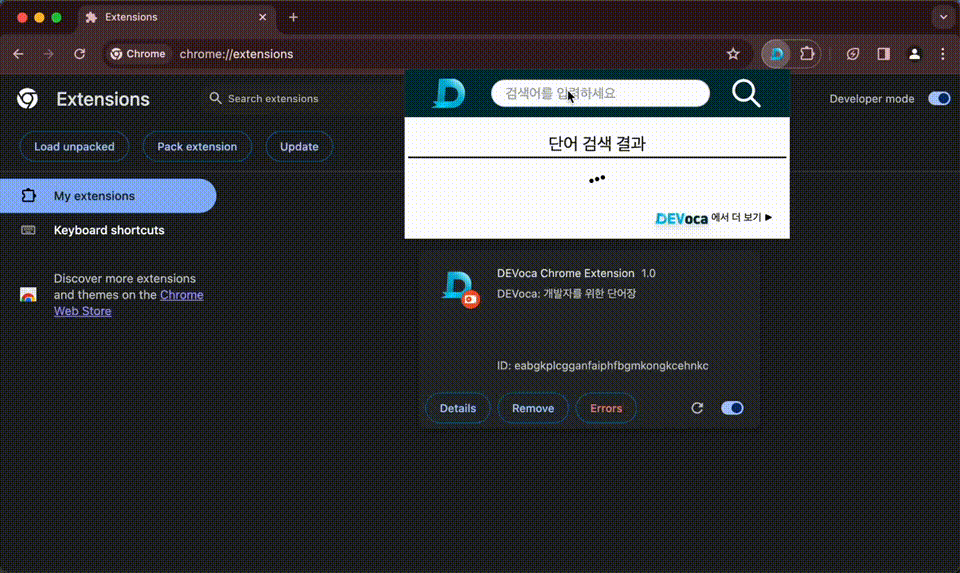 Extensions
Chrome
chrome://extensions
Extensions
Search extensions
Developer mode
Load unpacked
Pack extension
Update
My extensions
Keyboard shortcuts
Discover more extensions
and themes on the Chrome
Web Store
검색어를 입력하세요
단어 검색 결과
•••
DEVoca 에서 더 보기 ▶
DEVoca Chrome Extension 1.0
DEVoca: 개발자를 위한 단어장
ID: eabgkplcgganfaiphfbgmkongkcehnkc
Details
Remove
Errors